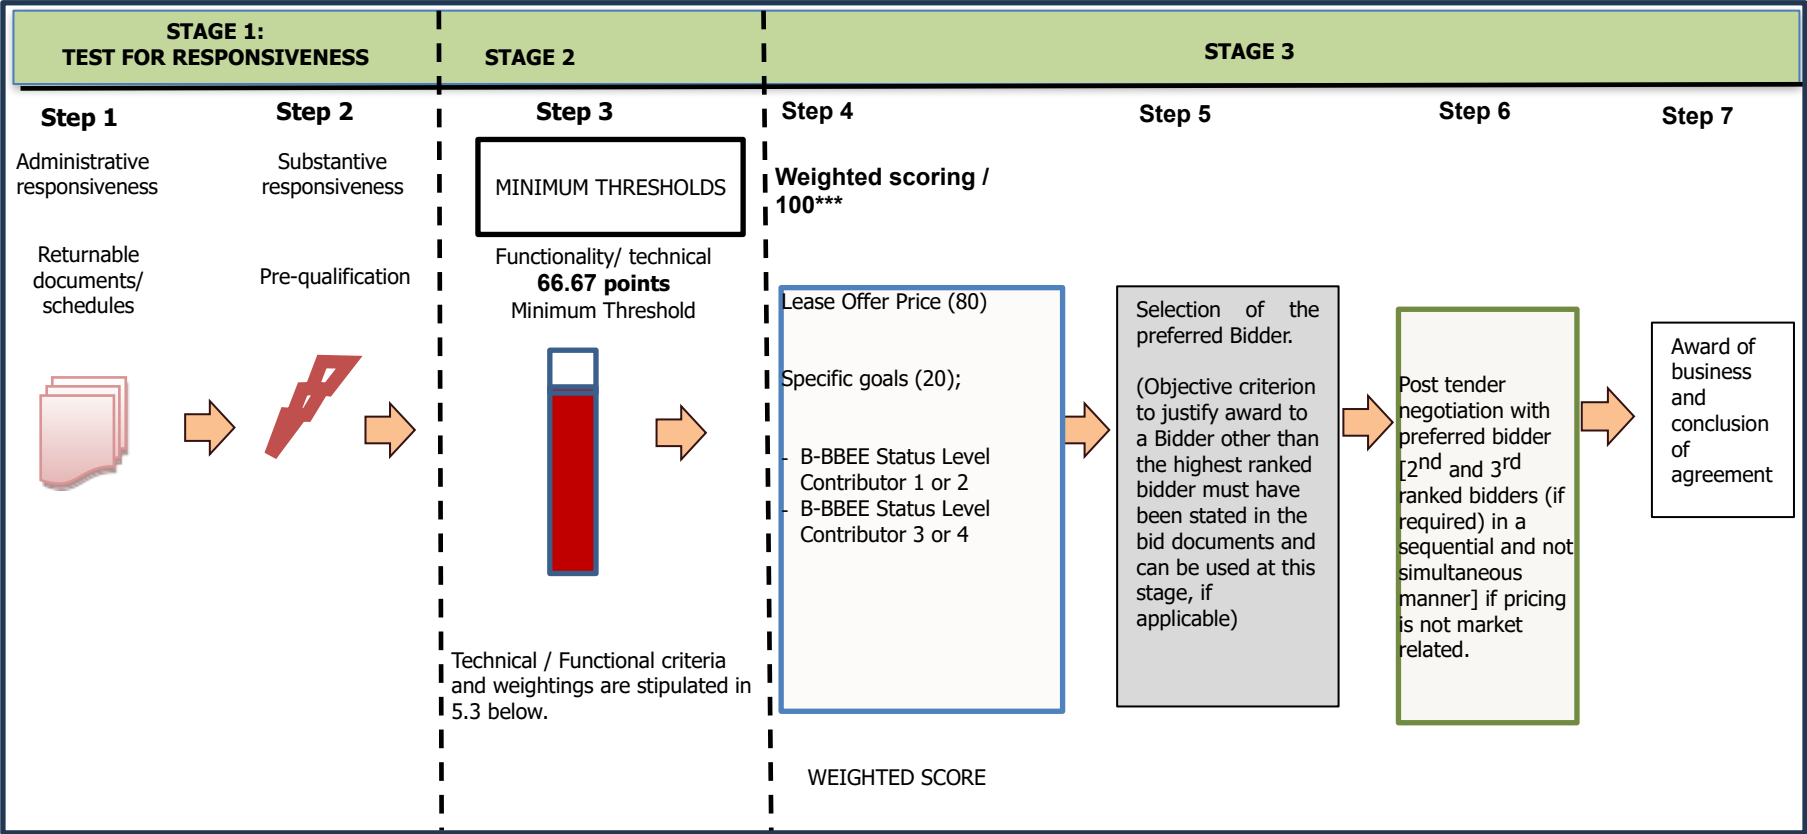 STAGE 1:
TEST FOR RESPONSIVENESS
STAGE 2
STAGE 3
Step 1
Administrative
responsiveness
Returnable
documents/
schedules
Step 2
Substantive
responsiveness
Pre-qualification
Step 3
MINIMUM THRESHOLDS
Functionality/ technical
66.67 points
Minimum Threshold
Technical / Functional criteria
and weightings are stipulated in
5.3 below.
Step 4
Weighted scoring /
100***
Lease Offer Price (80)
Specific goals (20);
- B-BBEE Status Level
Contributor 1 or 2
- B-BBEE Status Level
Contributor 3 or 4
WEIGHTED SCORE
Step 5
Selection of the
preferred Bidder.
(Objective criterion
to justify award to
a Bidder other than
the highest ranked
bidder must have
been stated in the
bid documents and
can be used at this
stage, if
applicable)
Step 6
Post tender
negotiation with
preferred bidder
[2nd and 3rd
ranked bidders (if
required) in a
sequential and not
simultaneous
manner] if pricing
is not market
related.
Step 7
Award of
business
and
conclusion
of
agreement